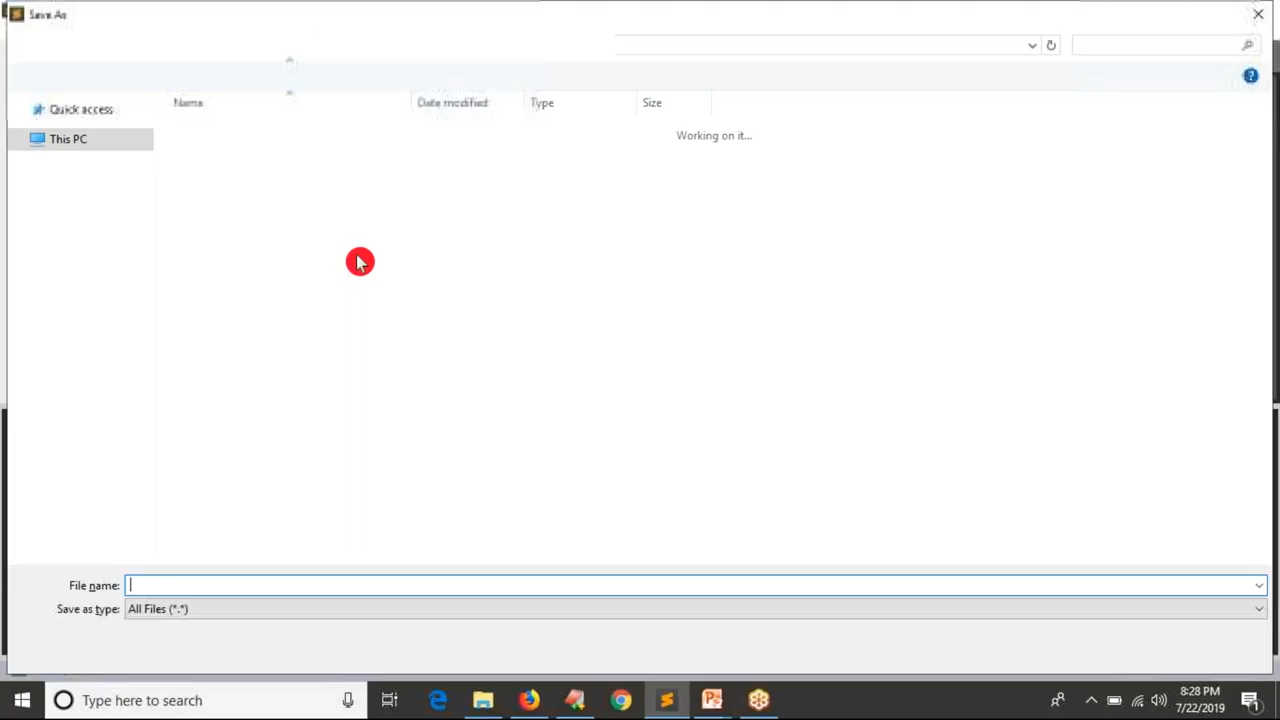 Save As
Quick access
Name
Date modified
Type
Size
This PC
Working on it...
File name:
Save as type:
All Files (*.*)
Type here to search
8:28 PM
7/22/2019
1